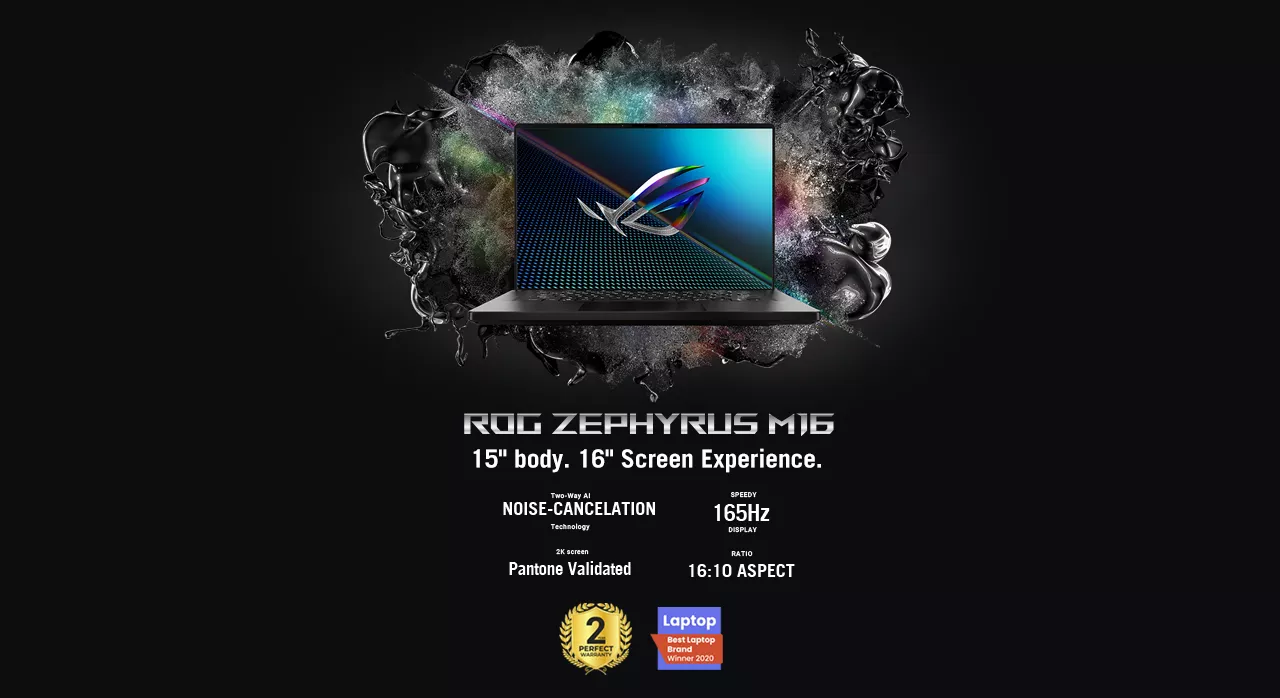 ROG ZEPHYRUS M16
15" body. 16" Screen Experience.
Two-Way AI
NOISE-CANCELATION
Technology
SPEEDY
165Hz
DISPLAY
2K screen
Pantone Validated
RATIO
16:10 ASPECT
2
PERFECT
WARRANTY
Laptop
Best Laptop
Brand
Winner 2020